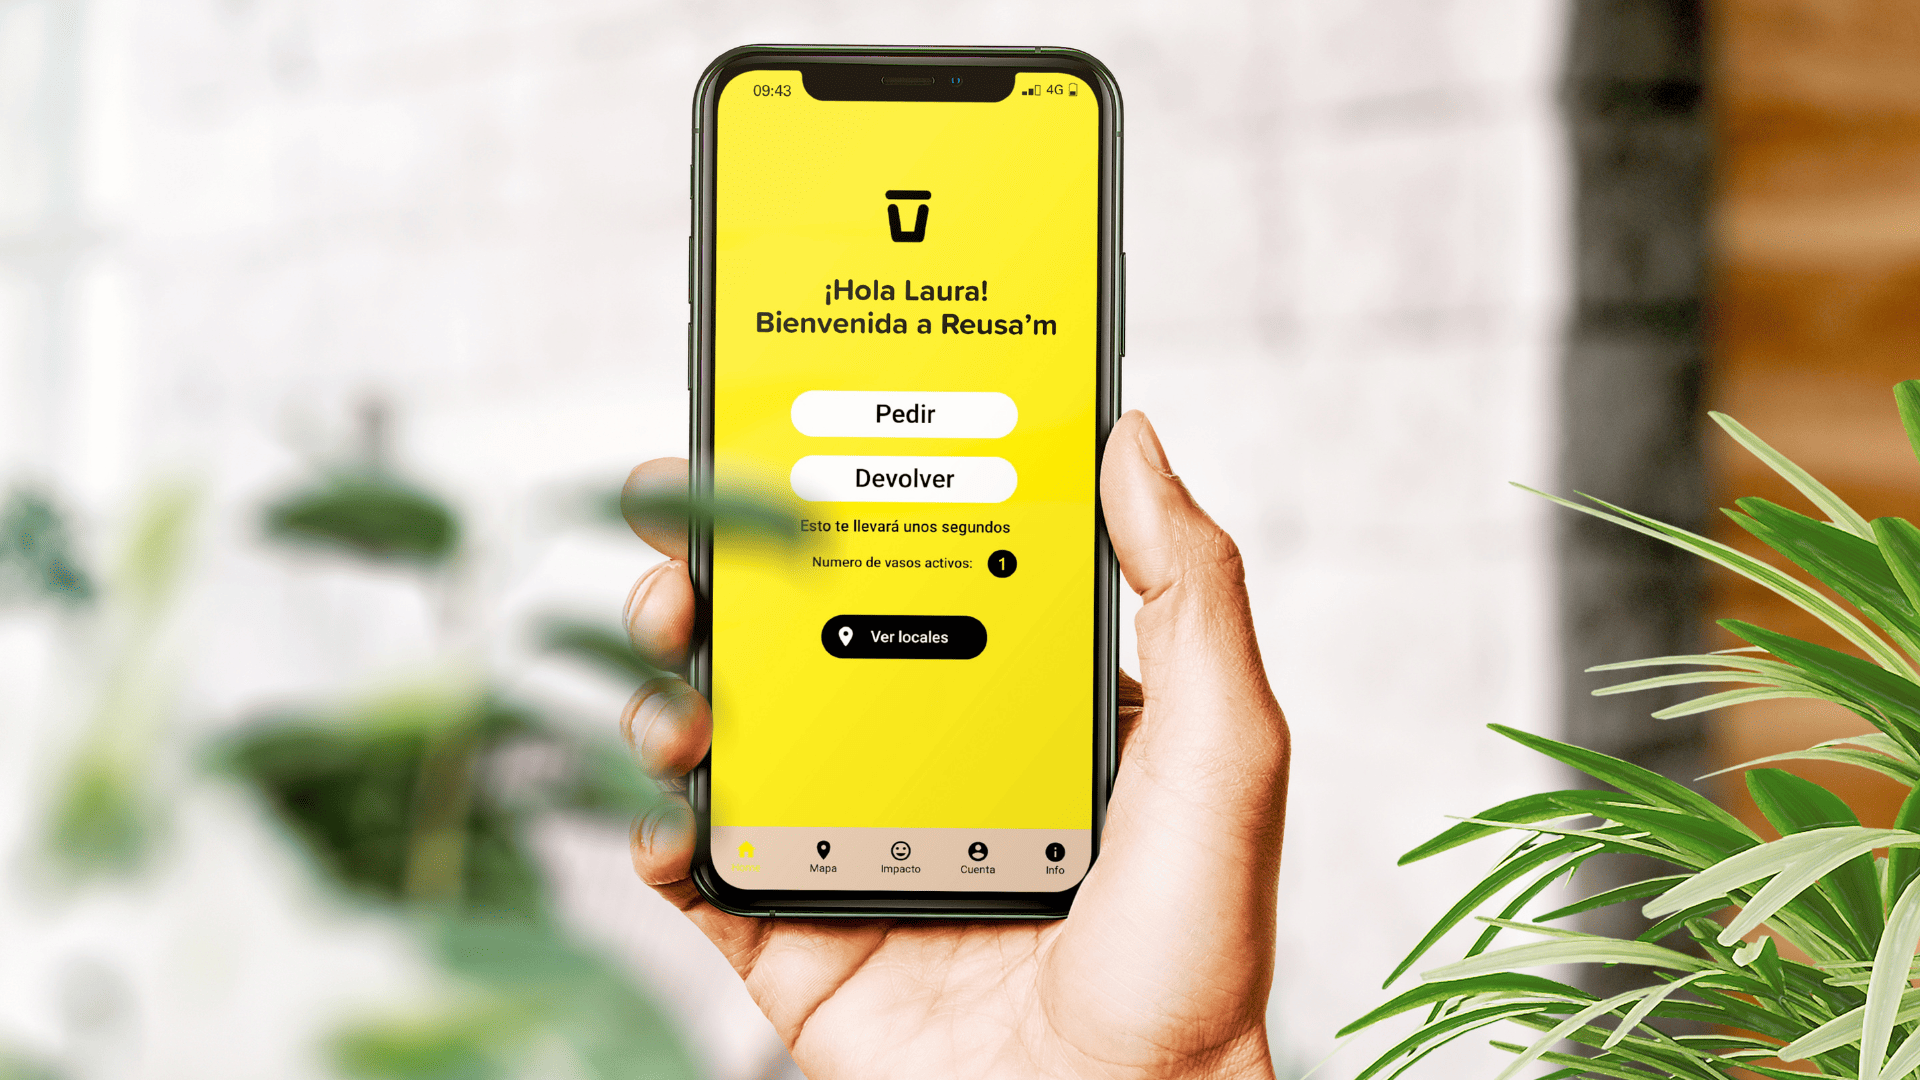 09:43
4G
¡Hola Laura!
Bienvenida a Reusa’m
Pedir
Devolver
Esto te llevará unos segundos
Numero de vasos activos: 1
Ver locales
Mapa Impacto Cuenta Info